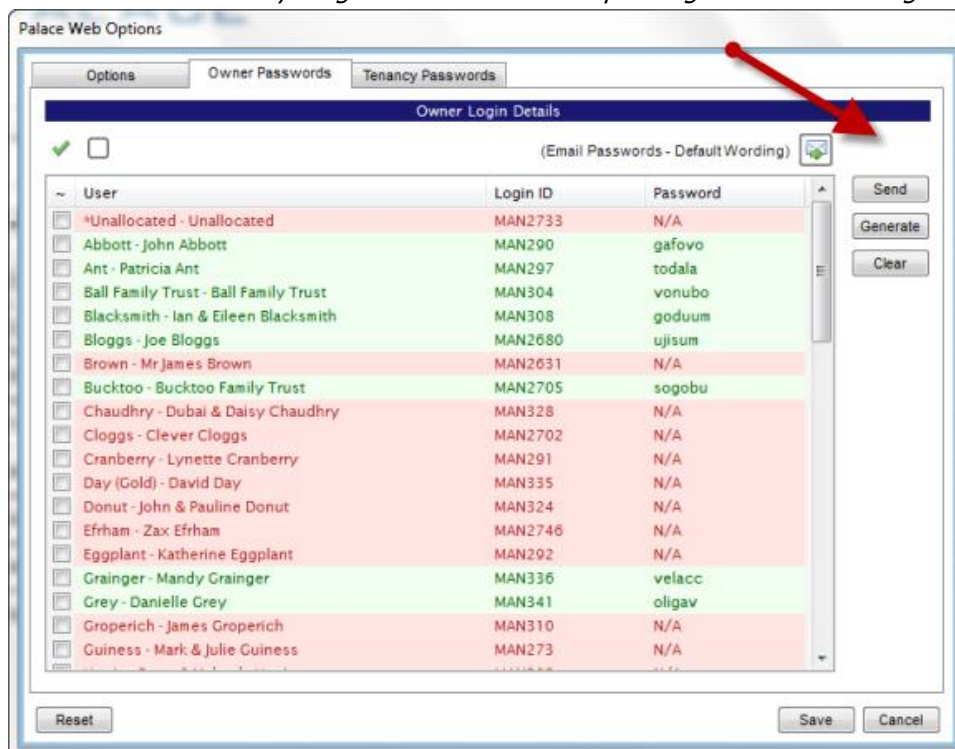 Palace Web Options
Options Owner Passwords Tenancy Passwords
Owner Login Details
(Email Passwords - Default Wording)
~ User Login ID Password
Send
Generate
Clear
*Unallocated - Unallocated MAN2733 N/A
Abbott - John Abbott MAN290 gafovo
Ant - Patricia Ant MAN297 todala
Ball Family Trust - Ball Family Trust MAN304 vonubo
Blacksmith - Ian & Eileen Blacksmith MAN308 goduum
Bloggs - Joe Bloggs MAN2680 ujisum
Brown - Mr James Brown MAN2631 N/A
Bucktoo - Bucktoo Family Trust MAN2705 sogobu
Chaudhry - Dubai & Daisy Chaudhry MAN328 N/A
Cloggs - Clever Cloggs MAN2702 N/A
Cranberry - Lynette Cranberry MAN291 N/A
Day (Gold) - David Day MAN335 N/A
Donut - John & Pauline Donut MAN324 N/A
Efrham - Zax Efrham MAN2746 N/A
Eggplant - Katherine Eggplant MAN292 N/A
Grainger - Mandy Grainger MAN336 velacc
Grey - Danielle Grey MAN341 oligav
Groperich - James Groperich MAN310 N/A
Guiness - Mark & Julie Guiness MAN273 N/A
Reset Save Cancel